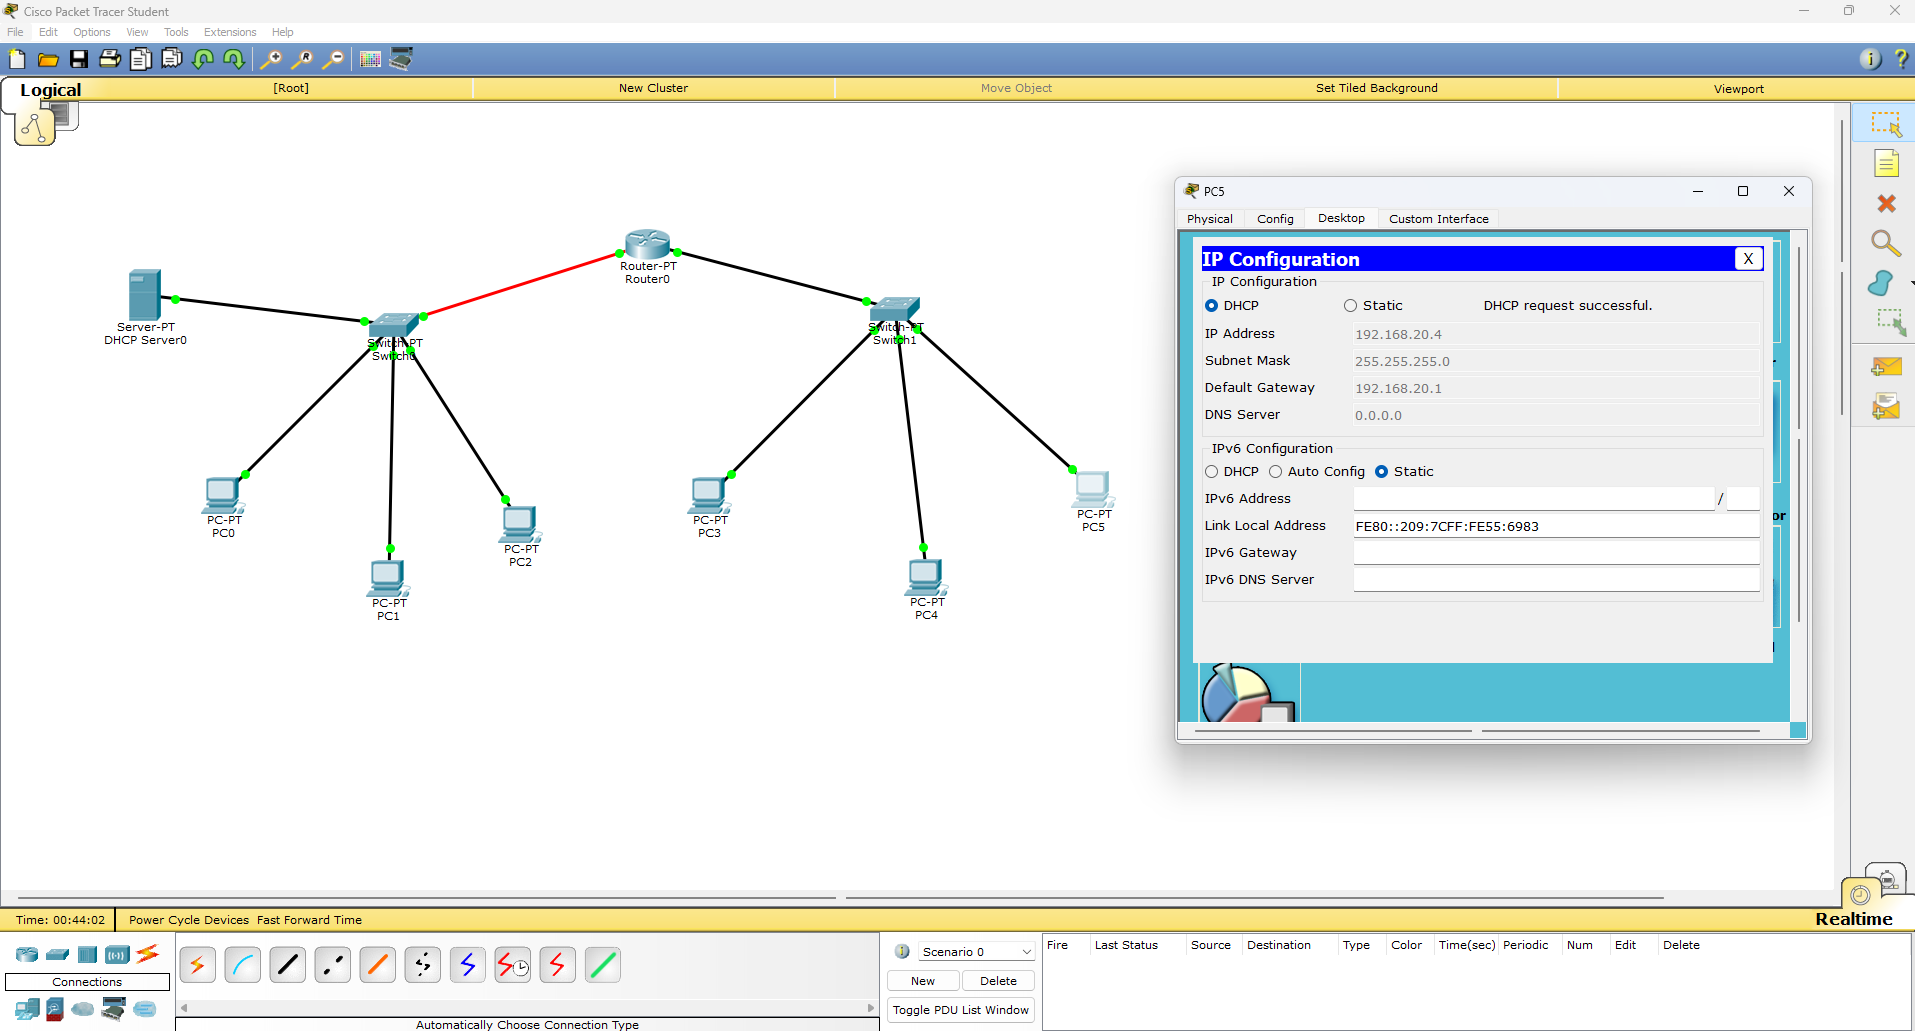 Cisco Packet Tracer Student
File Edit Options View Tools Extensions Help
Logical [Root] New Cluster Move Object Set Tiled Background Viewport
PC5
Physical Config Desktop Custom Interface
IP Configuration X
IP Configuration
DHCP Static DHCP request successful.
IP Address 192.168.20.4
Subnet Mask 255.255.255.0
Default Gateway 192.168.20.1
DNS Server 0.0.0.0
IPv6 Configuration
DHCP Auto Config Static
IPv6 Address /
Link Local Address FE80::209:7CFF:FE55:6983
IPv6 Gateway
IPv6 DNS Server
or
Router-PT
Router0
Server-PT
DHCP Server0
Switch-PT
Switch0
Switch-PT
Switch1
PC-PT
PC0
PC-PT
PC1
PC-PT
PC2
PC-PT
PC3
PC-PT
PC4
PC-PT
PC5
Time: 00:44:02 Power Cycle Devices Fast Forward Time
Realtime
Connections
Automatically Choose Connection Type
Scenario 0
New Delete
Toggle PDU List Window
Fire Last Status Source Destination Type Color Time(sec) Periodic Num Edit Delete